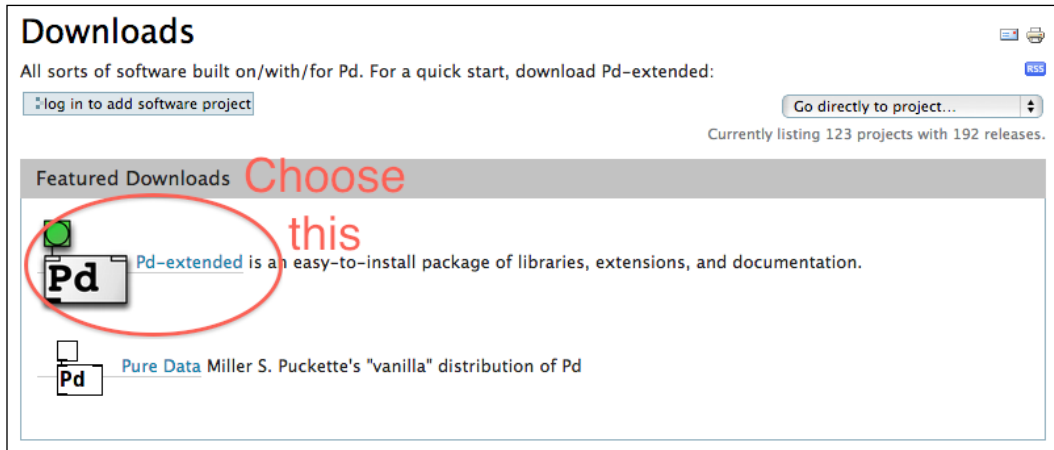 Downloads
All sorts of software built on/with/for Pd. For a quick start, download Pd-extended:
RSS
log in to add software project
Go directly to project...
Currently listing 123 projects with 192 releases.
Featured Downloads
Choose
this
Pd
Pd-extended is an easy-to-install package of libraries, extensions, and documentation.
Pd
Pure Data Miller S. Puckette's "vanilla" distribution of Pd